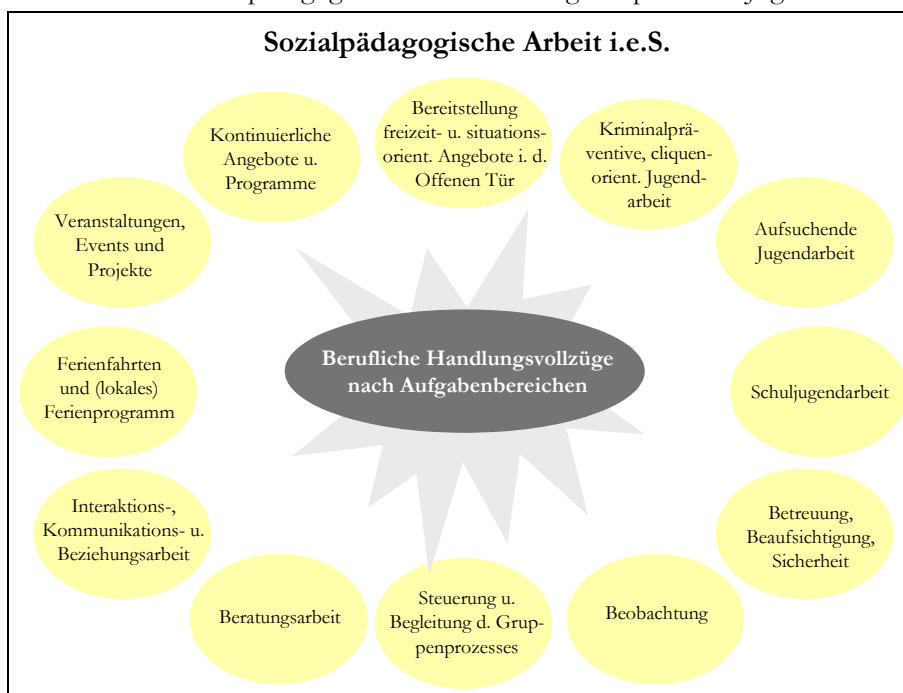 Sozialpädagogische Arbeit i.e.S.
Bereitstellung
freizeit- u. situations-
orient. Angebote i. d.
Offenen Tür
Kontinuierliche
Angebote u.
Programme
Kriminalprä-
ventive, cliquen-
orient. Jugend-
arbeit
Veranstaltungen,
Events und
Projekte
Aufsuchende
Jugendarbeit
Berufliche Handlungsvollzüge
nach Aufgabenbereichen
Ferienfahrten
und (lokales)
Ferienprogramm
Schuljugendarbeit
Interaktions-,
Kommunikations- u.
Beziehungsarbeit
Betreuung,
Beaufsichtigung,
Sicherheit
Beratungsarbeit
Steuerung u.
Begleitung d. Grup-
penprozesses
Beobachtung